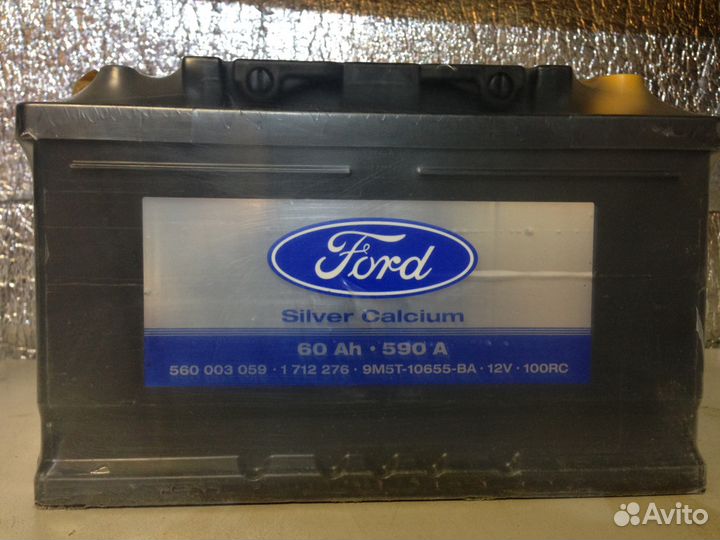 Ford
Silver Calcium
60 Ah · 590 A
560 003 059 · 1 712 276 · 9M5T-10655-BA · 12V · 100RC
Avito